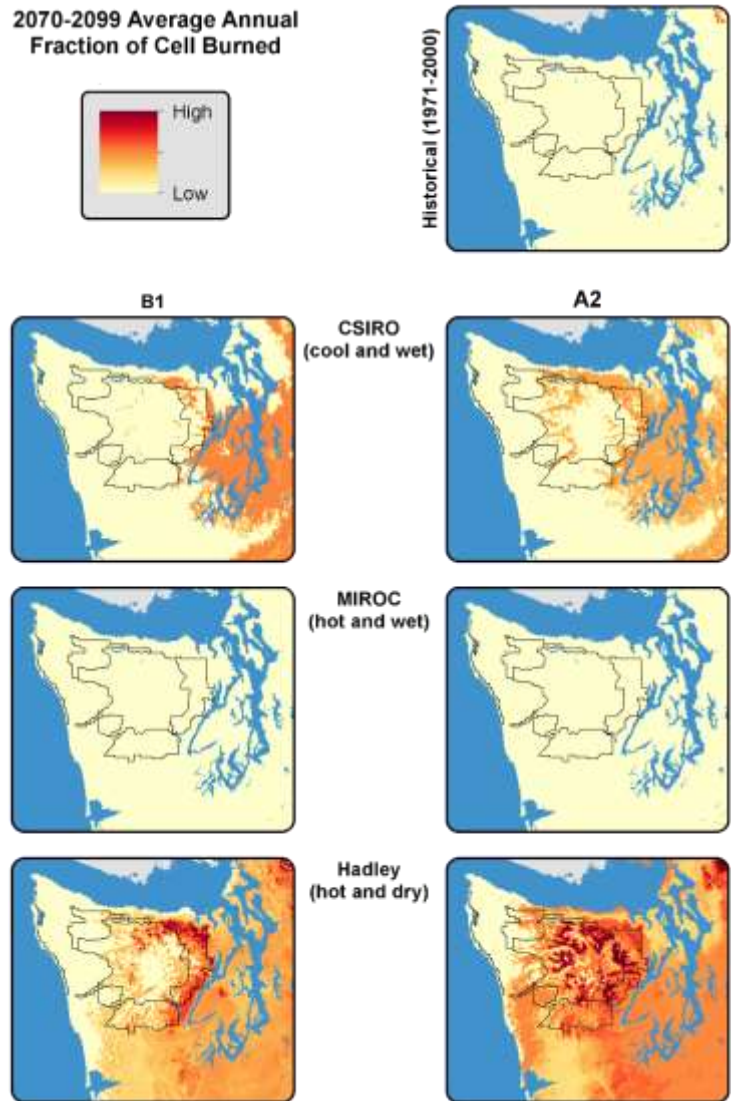 2070-2099 Average Annual
Fraction of Cell Burned
High
Low
Historical (1971-2000)
B1
A2
CSIRO
(cool and wet)
MIROC
(hot and wet)
Hadley
(hot and dry)